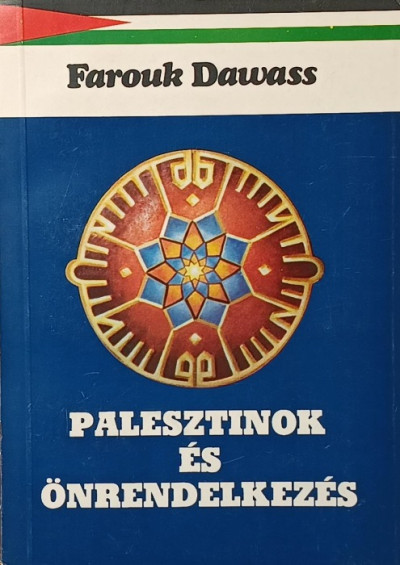 Farouk Dawass
PALESZTINOK
ÉS
ÖNRENDELKEZÉS